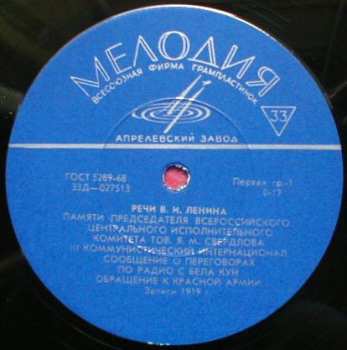 МЕЛОДИЯ
ВСЕСОЮЗНАЯ ФИРМА ГРАМПЛАСТИНОК
33
АПРЕЛЕВСКИЙ ЗАВОД
ГОСТ 5289-68
33Д—027513
Первая гр-1
0-17
РЕЧИ В. И. ЛЕНИНА
ПАМЯТИ ПРЕДСЕДАТЕЛЯ ВСЕРОССИЙСКОГО
ЦЕНТРАЛЬНОГО ИСПОЛНИТЕЛЬНОГО
КОМИТЕТА ТОВ. Я. М. СВЕРДЛОВА
III КОММУНИСТИЧЕСКИЙ ИНТЕРНАЦИОНАЛ
СООБЩЕНИЕ О ПЕРЕГОВОРАХ
ПО РАДИО С БЕЛА КУН
ОБРАЩЕНИЕ К КРАСНОЙ АРМИИ
Записи 1919 г.